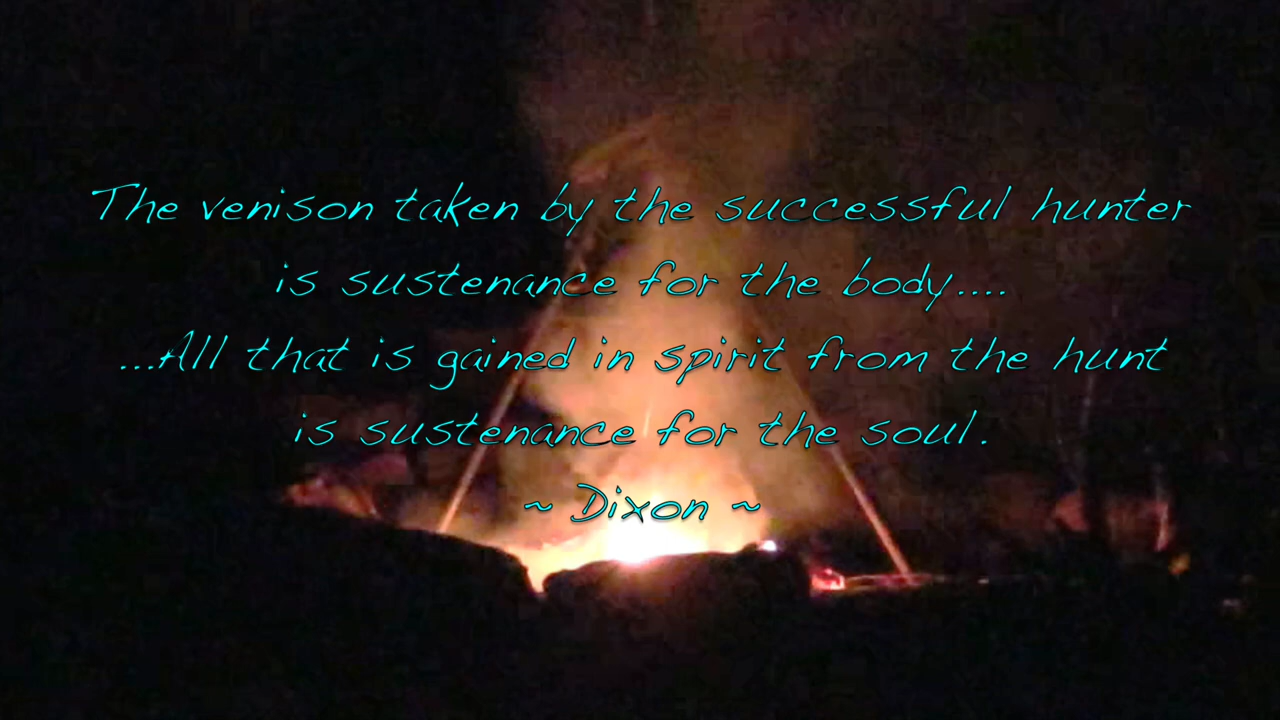 The venison taken by the successful hunter
is sustenance for the body....
...All that is gained in spirit from the hunt
is sustenance for the soul.
~ Dixon ~